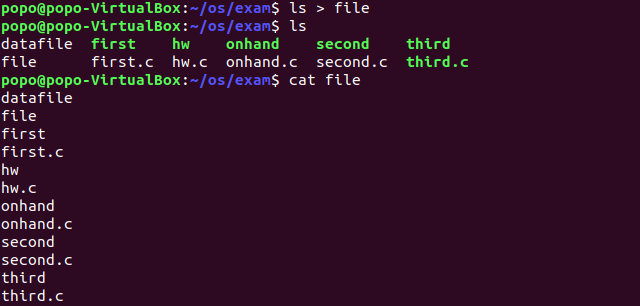 popo@popo-VirtualBox:~/os/exam$ ls > file
popo@popo-VirtualBox:~/os/exam$ ls
datafile  first    hw    onhand    second    third
file      first.c  hw.c  onhand.c  second.c  third.c
popo@popo-VirtualBox:~/os/exam$ cat file
datafile
file
first
first.c
hw
hw.c
onhand
onhand.c
second
second.c
third
third.c